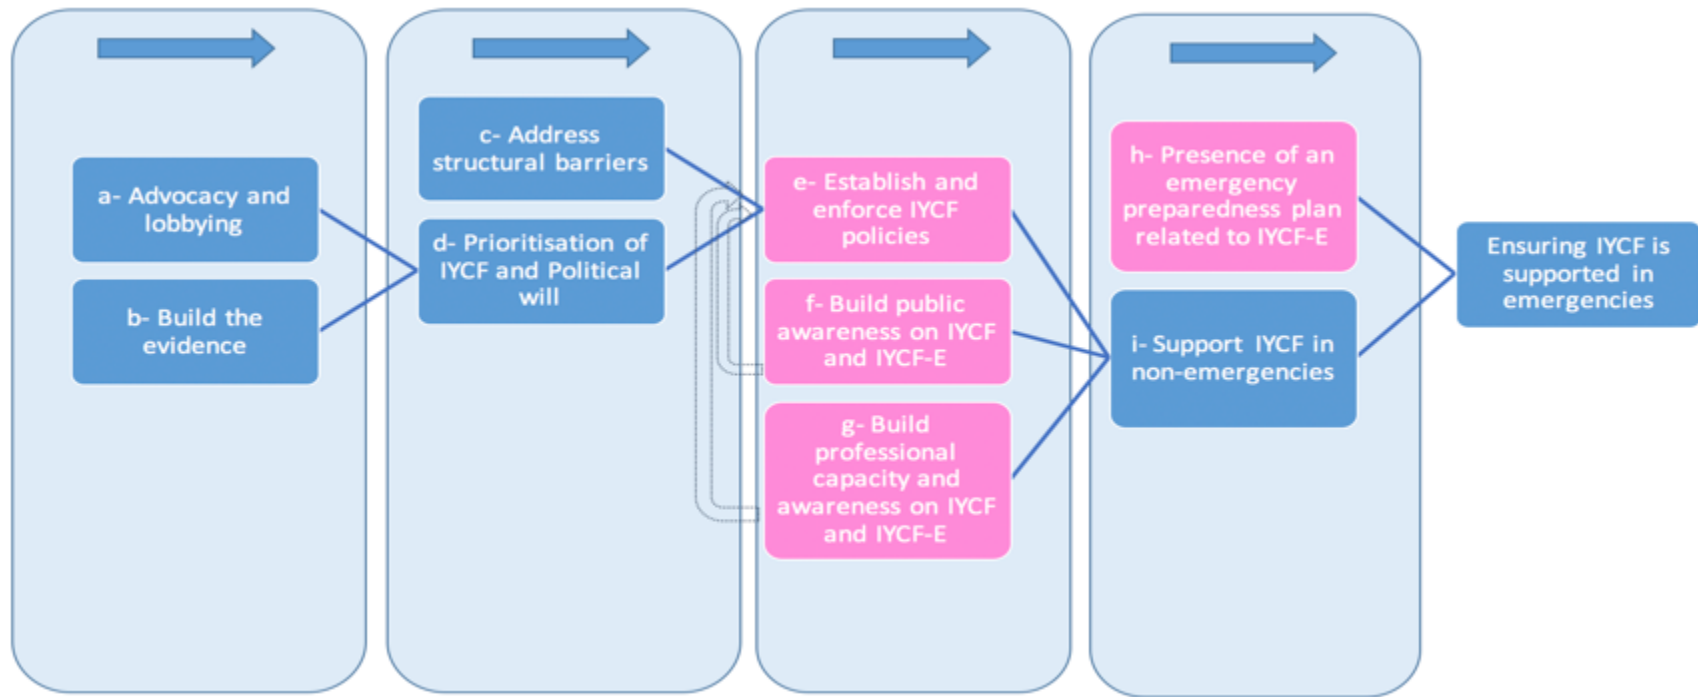 a- Advocacy and
lobbying
b- Build the
evidence
c- Address
structural barriers
d- Prioritisation of
IYCF and Political
will
e- Establish and
enforce IYCF
policies
f- Build public
awareness on IYCF
and IYCF-E
g- Build
professional
capacity and
awareness on IYCF
and IYCF-E
h- Presence of an
emergency
preparedness plan
related to IYCF-E
i- Support IYCF in
non-emergencies
Ensuring IYCF is
supported in
emergencies